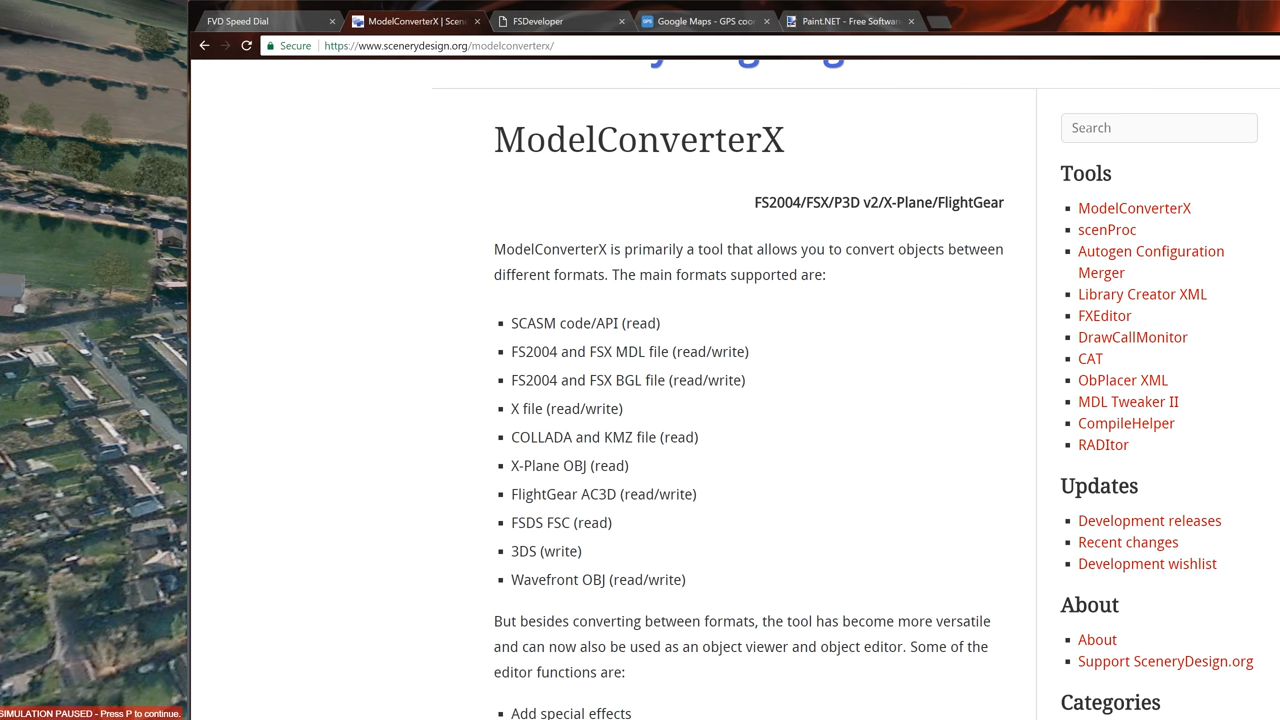 FVD Speed Dial
ModelConverterX | Scen
FSDeveloper
Google Maps - GPS coor
Paint.NET - Free Softwar
Secure
https://www.scenerydesign.org/modelconverterx/
ModelConverterX
FS2004/FSX/P3D v2/X-Plane/FlightGear
ModelConverterX is primarily a tool that allows you to convert objects between
different formats. The main formats supported are:
SCASM code/API (read)
FS2004 and FSX MDL file (read/write)
FS2004 and FSX BGL file (read/write)
X file (read/write)
COLLADA and KMZ file (read)
X-Plane OBJ (read)
FlightGear AC3D (read/write)
FSDS FSC (read)
3DS (write)
Wavefront OBJ (read/write)
But besides converting between formats, the tool has become more versatile
and can now also be used as an object viewer and object editor. Some of the
editor functions are:
Add special effects
Search
Tools
ModelConverterX
scenProc
Autogen Configuration
Merger
Library Creator XML
FXEditor
DrawCallMonitor
CAT
ObPlacer XML
MDL Tweaker II
CompileHelper
RADItor
Updates
Development releases
Recent changes
Development wishlist
About
About
Support SceneryDesign.org
Categories
SIMULATION PAUSED - Press P to continue.